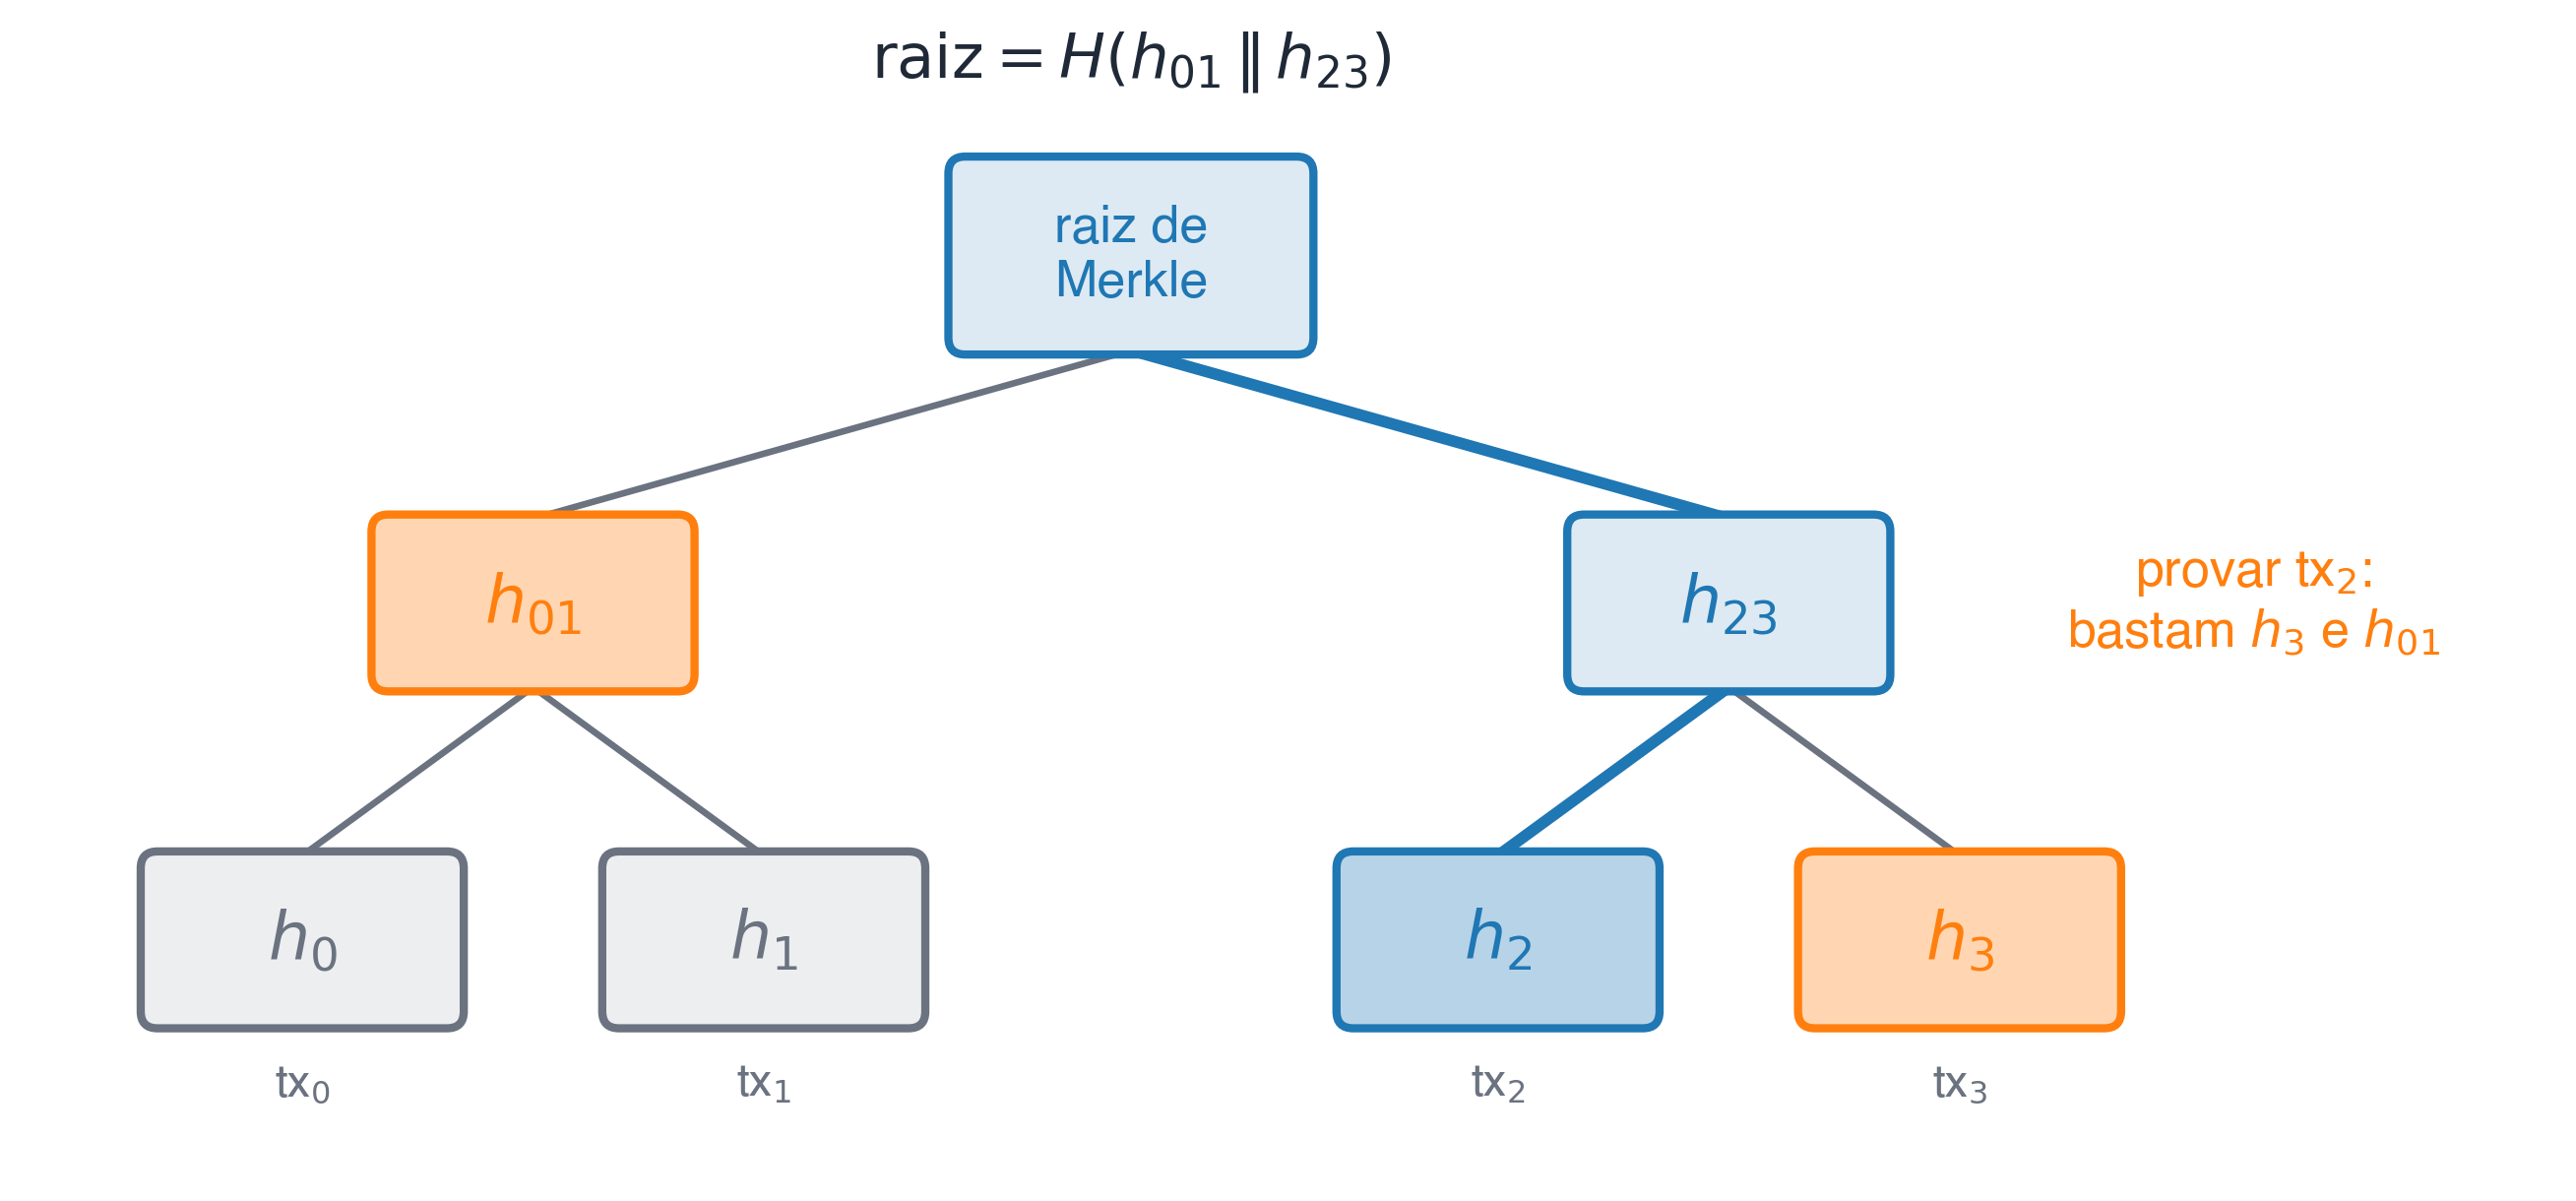 raiz = H(h₀₁ ∥ h₂₃)
raiz de
Merkle
h₀₁
h₂₃
provar tx₂:
bastam h₃ e h₀₁
h₀
h₁
h₂
h₃
tx₀
tx₁
tx₂
tx₃